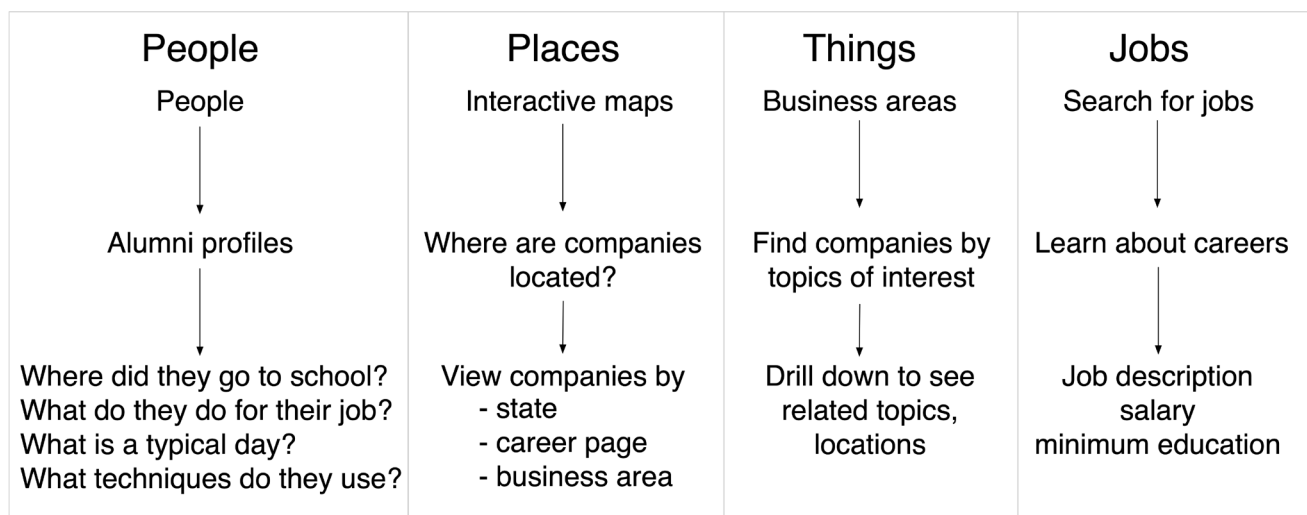 People
People
Alumni profiles
Where did they go to school?
What do they do for their job?
What is a typical day?
What techniques do they use?
Places
Interactive maps
Where are companies
located?
View companies by
- state
- career page
- business area
Things
Business areas
Find companies by
topics of interest
Drill down to see
related topics,
locations
Jobs
Search for jobs
Learn about careers
Job description
salary
minimum education